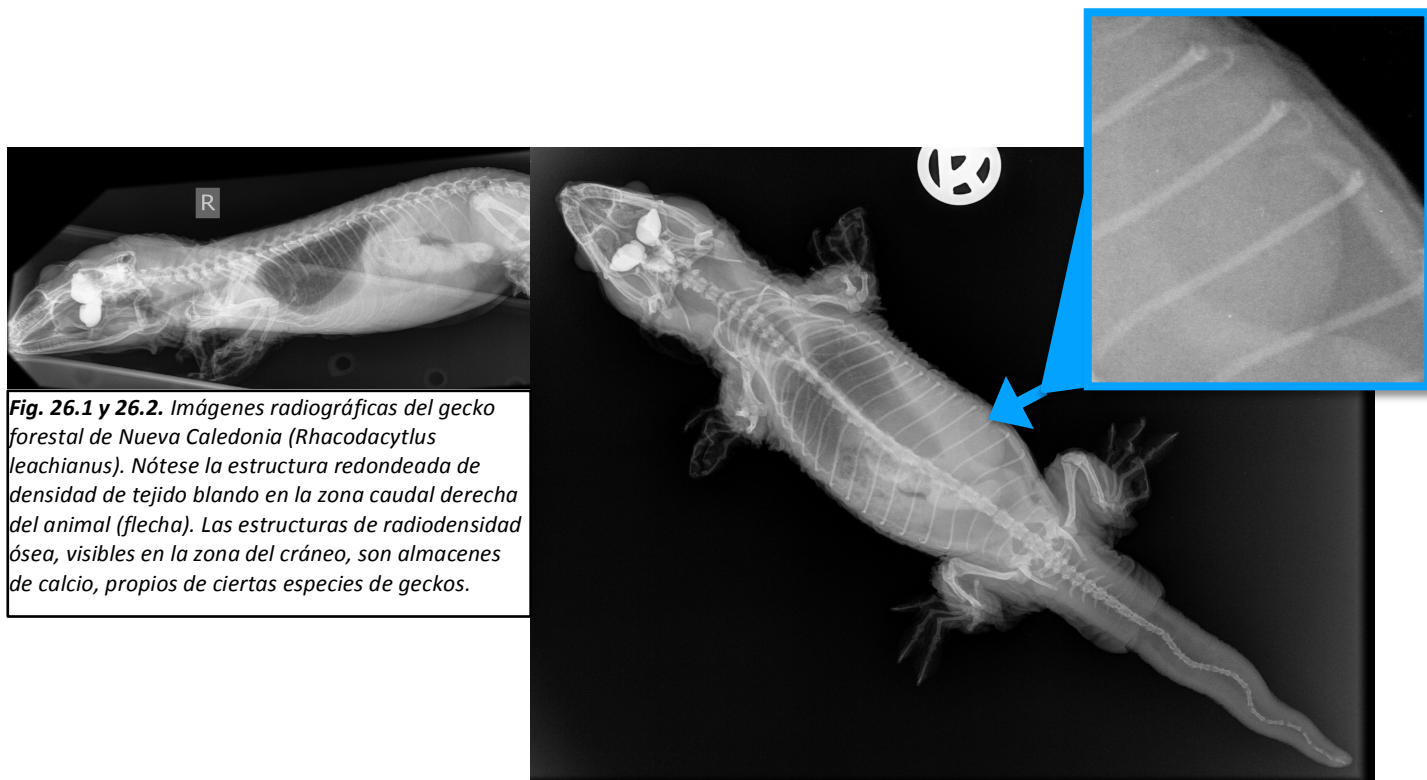 R
R
Fig. 26.1 y 26.2. Imágenes radiográficas del gecko
forestal de Nueva Caledonia (Rhacodacytlus
leachianus). Nótese la estructura redondeada de
densidad de tejido blando en la zona caudal derecha
del animal (flecha). Las estructuras de radiodensidad
ósea, visibles en la zona del cráneo, son almacenes
de calcio, propios de ciertas especies de geckos.